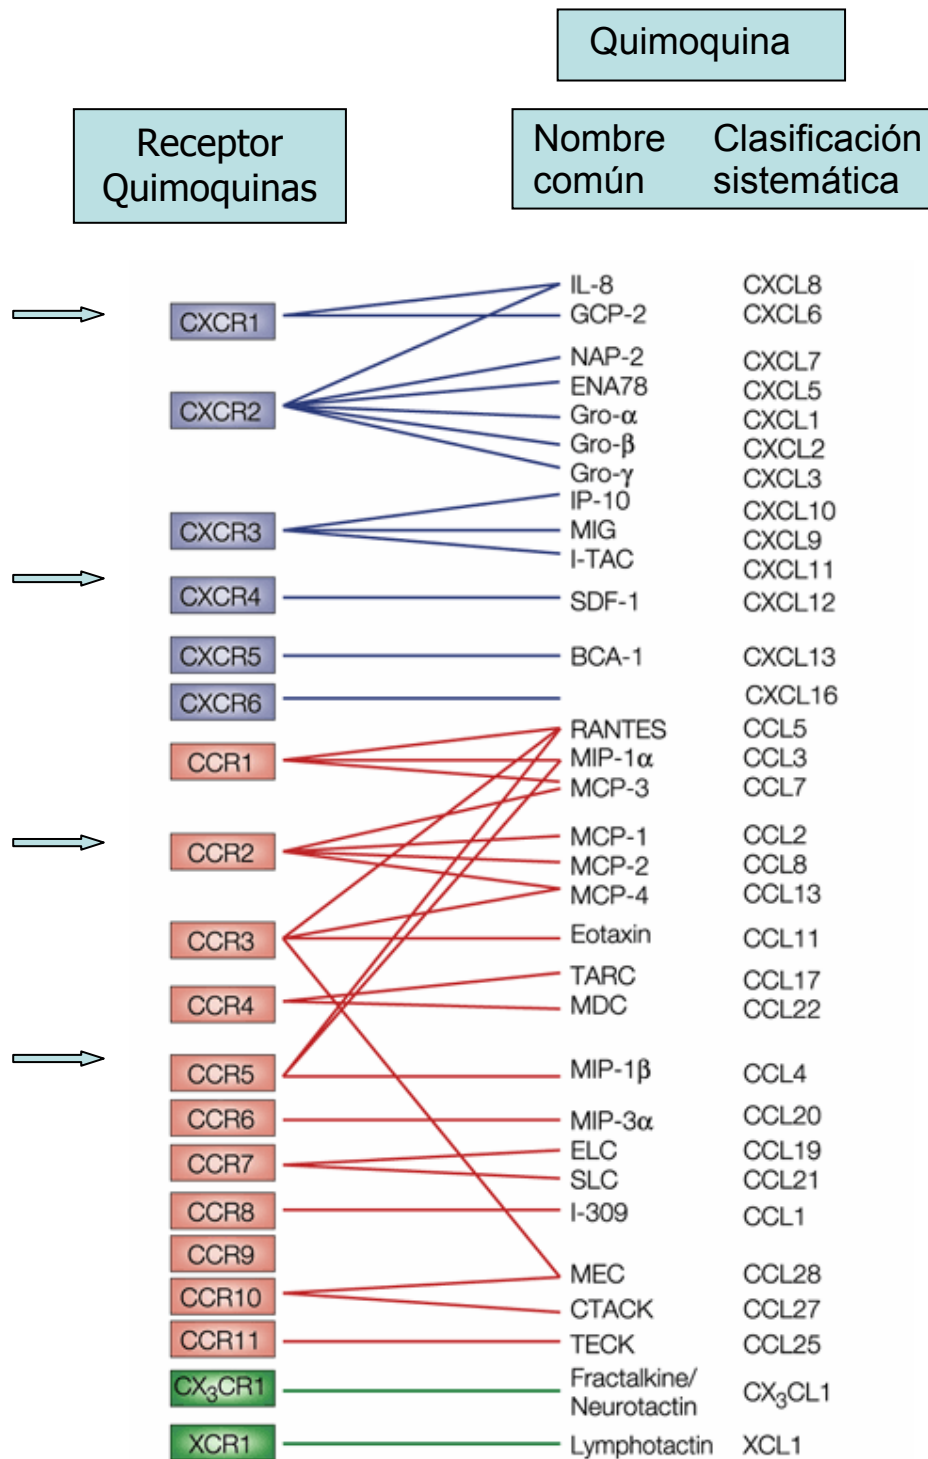 Quimoquina
Receptor
Quimoquinas
Nombre común
Clasificación sistemática
CXCR1
CXCR2
CXCR3
CXCR4
CXCR5
CXCR6
CCR1
CCR2
CCR3
CCR4
CCR5
CCR6
CCR7
CCR8
CCR9
CCR10
CCR11
CX₃CR1
XCR1
IL-8 CXCL8
GCP-2 CXCL6
NAP-2 CXCL7
ENA78 CXCL5
Gro-α CXCL1
Gro-β CXCL2
Gro-γ CXCL3
IP-10 CXCL10
MIG CXCL9
I-TAC CXCL11
SDF-1 CXCL12
BCA-1 CXCL13
CXCL16
RANTES CCL5
MIP-1α CCL3
MCP-3 CCL7
MCP-1 CCL2
MCP-2 CCL8
MCP-4 CCL13
Eotaxin CCL11
TARC CCL17
MDC CCL22
MIP-1β CCL4
MIP-3α CCL20
ELC CCL19
SLC CCL21
I-309 CCL1
MEC CCL28
CTACK CCL27
TECK CCL25
Fractalkine/
Neurotactin CX₃CL1
Lymphotactin XCL1